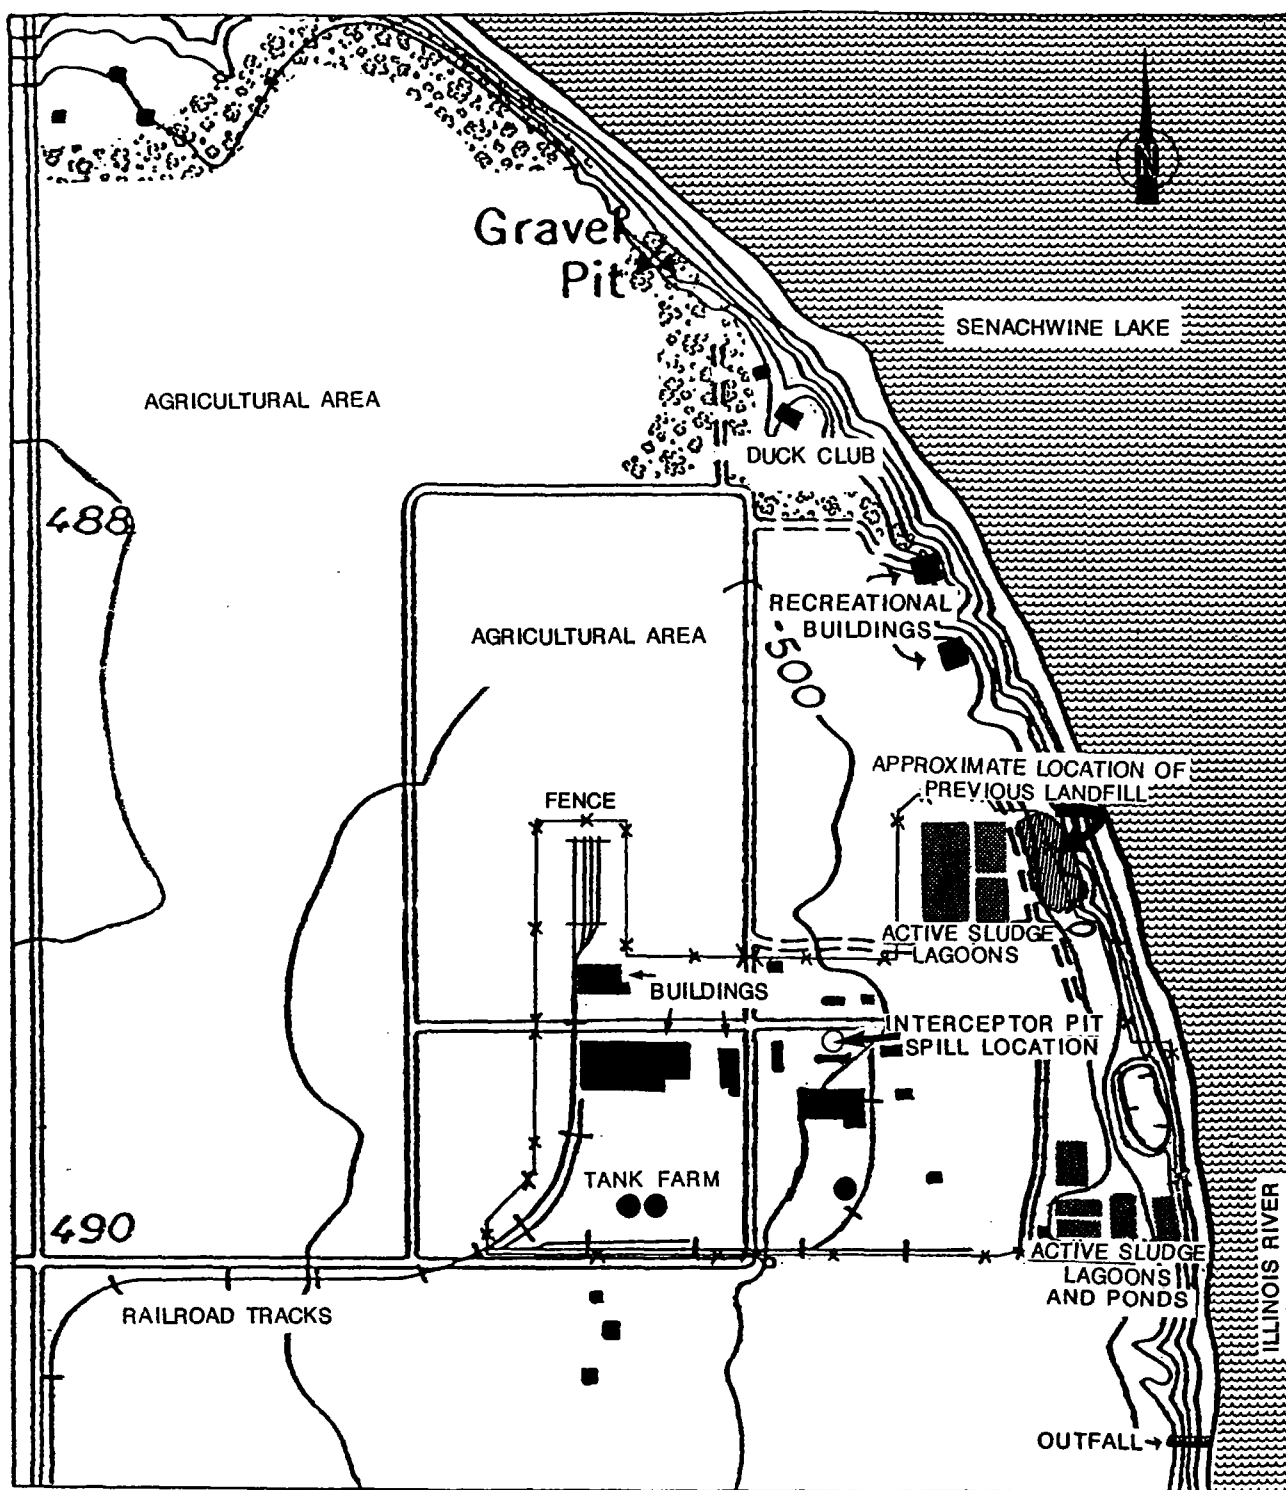 N
Gravel
Pit
SENACHWINE LAKE
AGRICULTURAL AREA
DUCK CLUB
488
RECREATIONAL
BUILDINGS
AGRICULTURAL AREA
500
APPROXIMATE LOCATION OF
PREVIOUS LANDFILL
FENCE
ACTIVE SLUDGE
LAGOONS
BUILDINGS
INTERCEPTOR PIT
SPILL LOCATION
TANK FARM
490
ACTIVE SLUDGE
LAGOONS
AND PONDS
ILLINOIS RIVER
RAILROAD TRACKS
OUTFALL